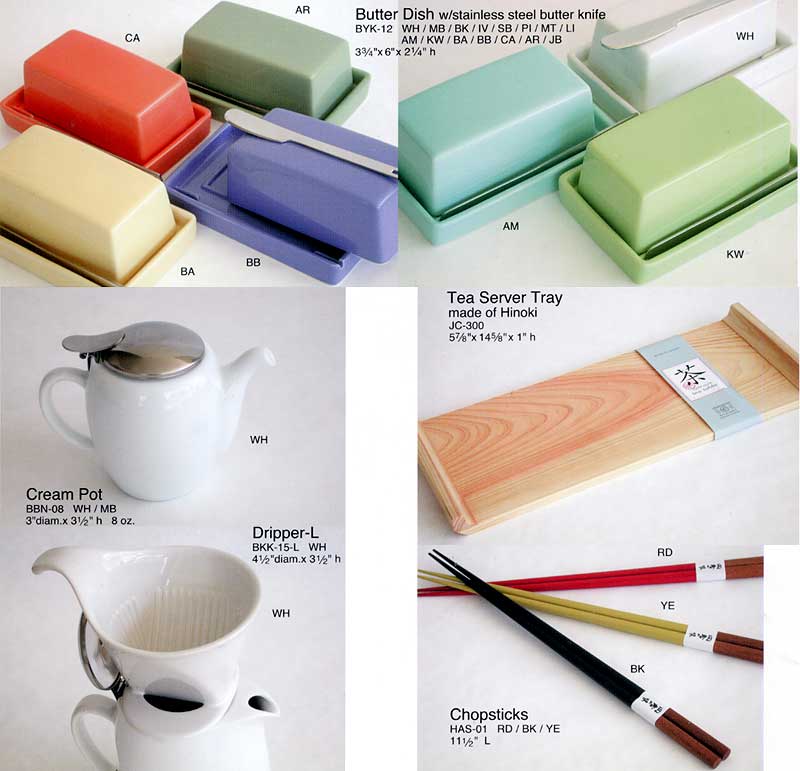 CA
AR
Butter Dish w/stainless steel butter knife
BYK-12 WH / MB / BK / IV / SB / PI / MT / LI
AM / KW / BA / BB / CA / AR / JB
3¾"x 6"x 2¼" h
WH
AM
KW
BA
BB
WH
Cream Pot
BBN-08 WH / MB
3"diam.x 3½" h 8 oz.
Tea Server Tray
made of Hinoki
JC-300
5⅞"x 14⅝"x 1" h
茶
Dripper-L
BKK-15-L WH
4½"diam.x 3½" h
WH
RD
YE
BK
Chopsticks
HAS-01 RD / BK / YE
11½" L